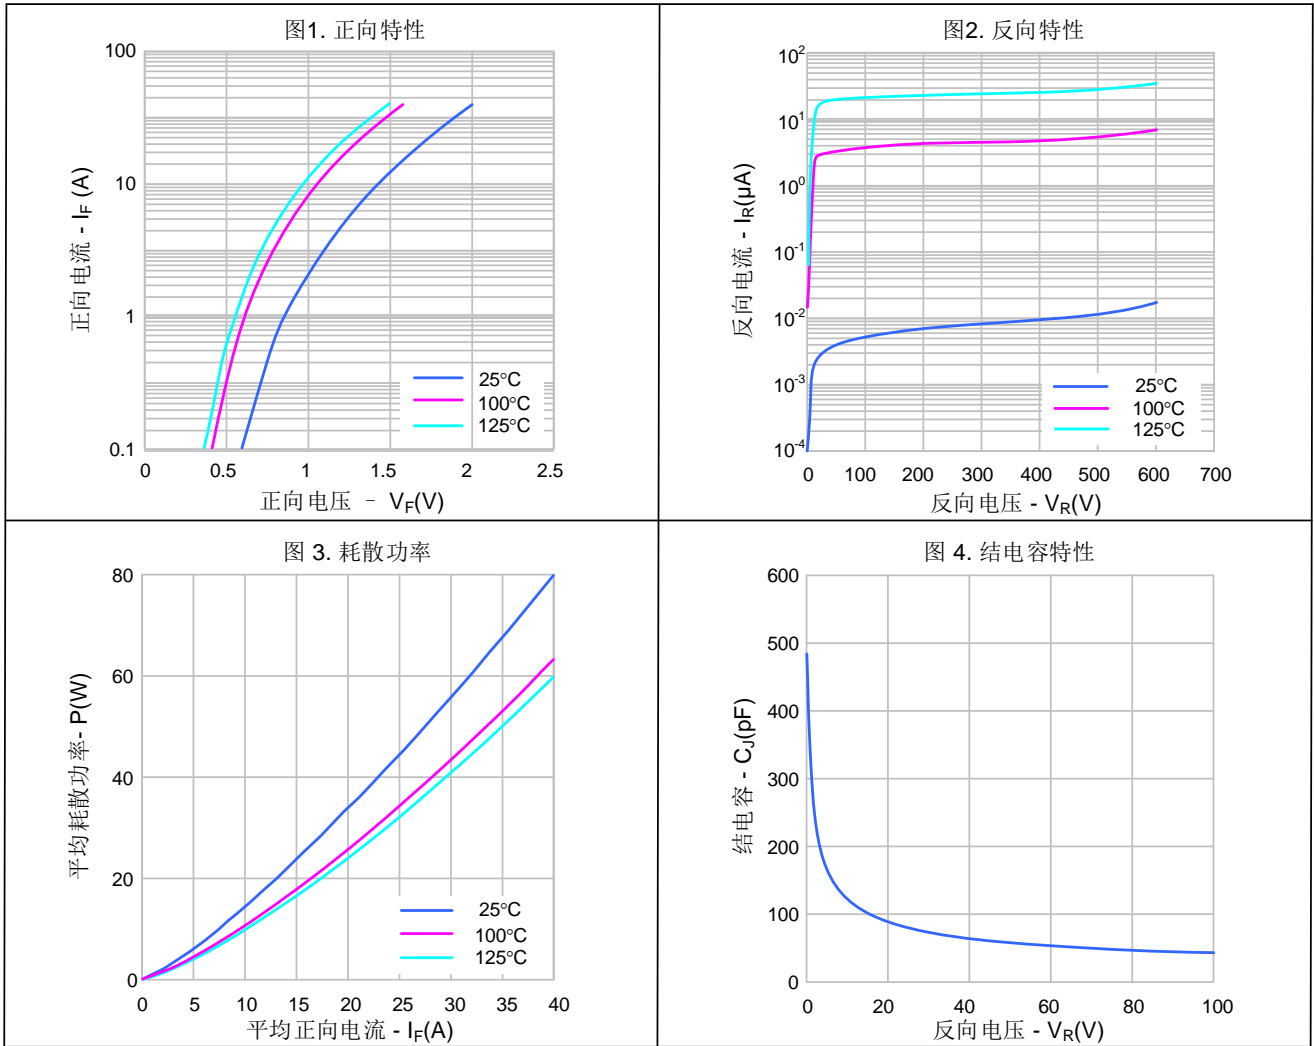 图1. 正向特性
100
10
1
0.1
正向电流 - IF (A)
25°C
100°C
125°C
0 0.5 1 1.5 2 2.5
正向电压 － VF(V)
图2. 反向特性
10²
10¹
10⁰
10⁻¹
10⁻²
10⁻³
10⁻⁴
反向电流 - IR(µA)
25°C
100°C
125°C
0 100 200 300 400 500 600 700
反向电压 - VR(V)
图 3. 耗散功率
80
60
40
20
0
平均耗散功率- P(W)
25°C
100°C
125°C
0 5 10 15 20 25 30 35 40
平均正向电流 - IF(A)
图 4. 结电容特性
600
500
400
300
200
100
0
结电容 - CJ(pF)
0 20 40 60 80 100
反向电压 - VR(V)